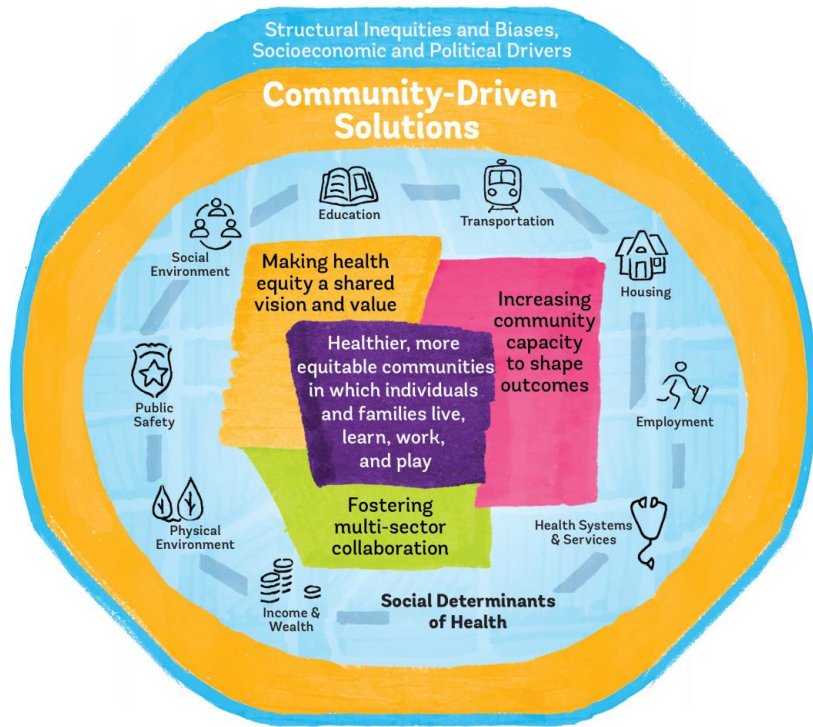 Structural Inequities and Biases,
Socioeconomic and Political Drivers
Community-Driven
Solutions
Education
Transportation
Social
Environment
Housing
Making health
equity a shared
vision and value
Increasing
community
capacity
to shape
outcomes
Healthier, more
equitable communities
in which individuals
and families live,
learn, work,
and play
Public
Safety
Employment
Fostering
multi-sector
collaboration
Physical
Environment
Health Systems
& Services
Income &
Wealth
Social Determinants
of Health